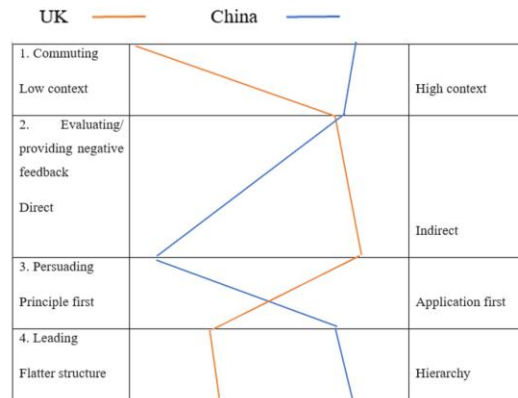 UK China
1. Commuting
Low context
High context
2. Evaluating/
providing negative
feedback
Direct
Indirect
3. Persuading
Principle first
Application first
4. Leading
Flatter structure
Hierarchy